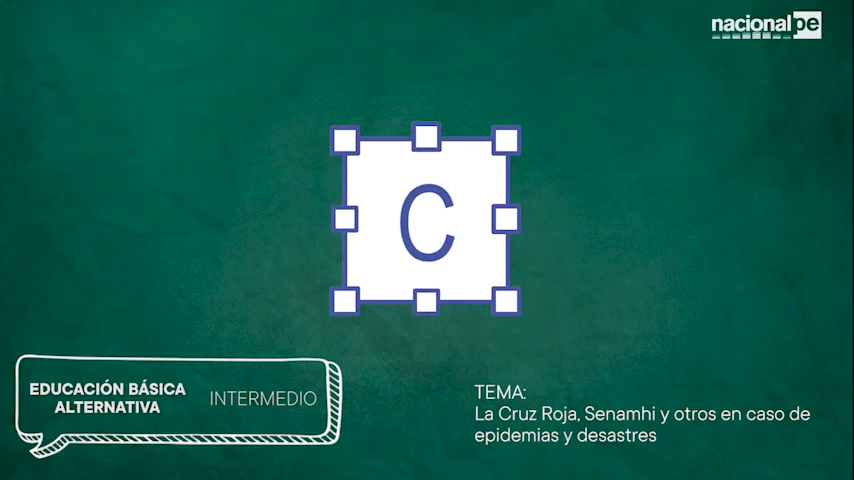 nacionalpe
C
EDUCACIÓN BÁSICA
ALTERNATIVA
INTERMEDIO
TEMA:
La Cruz Roja, Senamhi y otros en caso de
epidemias y desastres